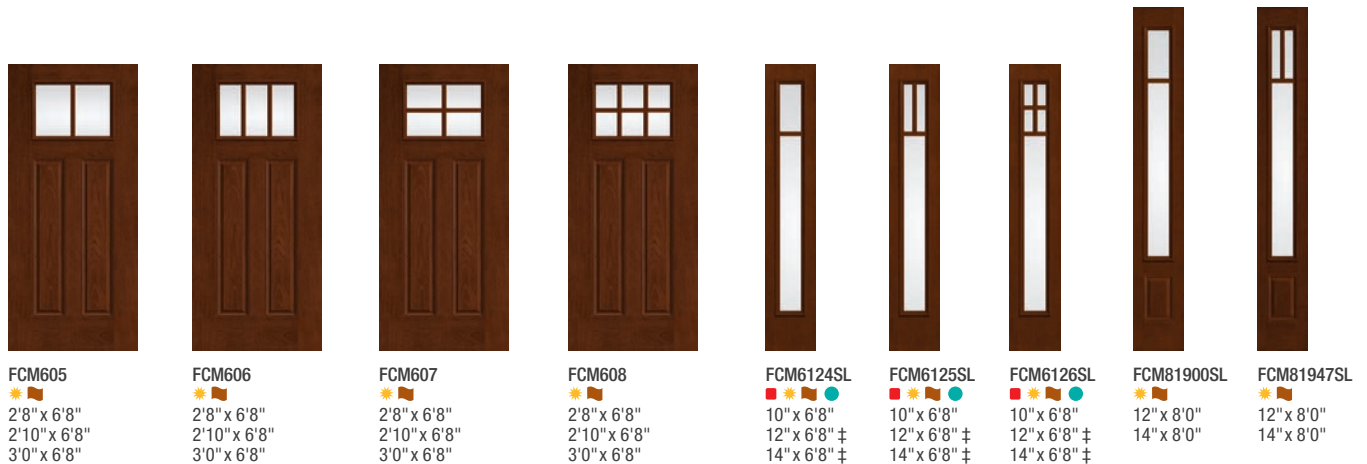 FCM605
2'8" x 6'8"
2'10" x 6'8"
3'0" x 6'8"
FCM606
2'8" x 6'8"
2'10" x 6'8"
3'0" x 6'8"
FCM607
2'8" x 6'8"
2'10" x 6'8"
3'0" x 6'8"
FCM608
2'8" x 6'8"
2'10" x 6'8"
3'0" x 6'8"
FCM6124SL
10" x 6'8"
12" x 6'8" ‡
14" x 6'8" ‡
FCM6125SL
10" x 6'8"
12" x 6'8" ‡
14" x 6'8" ‡
FCM6126SL
10" x 6'8"
12" x 6'8" ‡
14" x 6'8" ‡
FCM81900SL
12" x 8'0"
14" x 8'0"
FCM81947SL
12" x 8'0"
14" x 8'0"